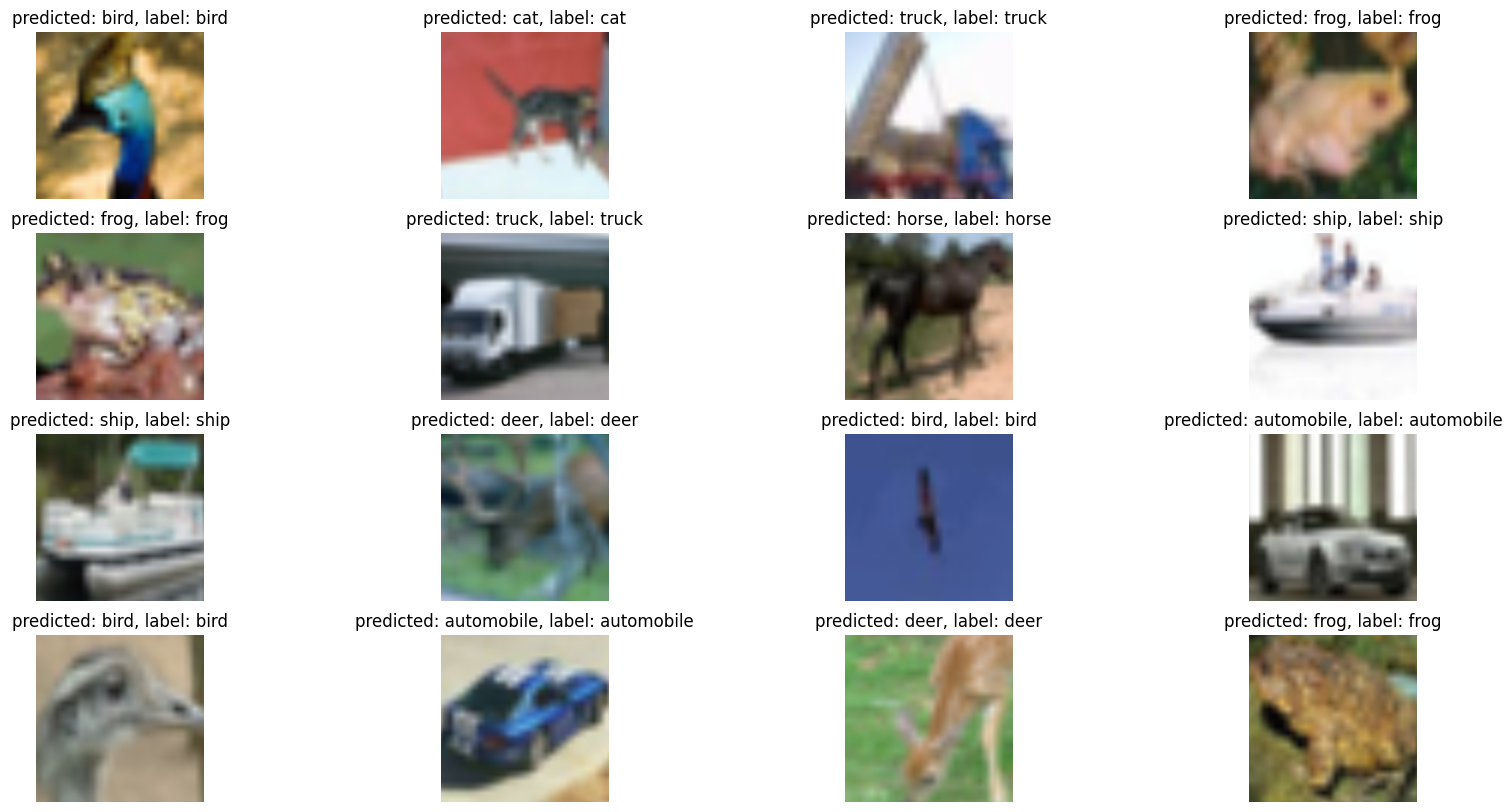 predicted: bird, label: bird
predicted: cat, label: cat
predicted: truck, label: truck
predicted: frog, label: frog
predicted: frog, label: frog
predicted: truck, label: truck
predicted: horse, label: horse
predicted: ship, label: ship
predicted: ship, label: ship
predicted: deer, label: deer
predicted: bird, label: bird
predicted: automobile, label: automobile
predicted: bird, label: bird
predicted: automobile, label: automobile
predicted: deer, label: deer
predicted: frog, label: frog